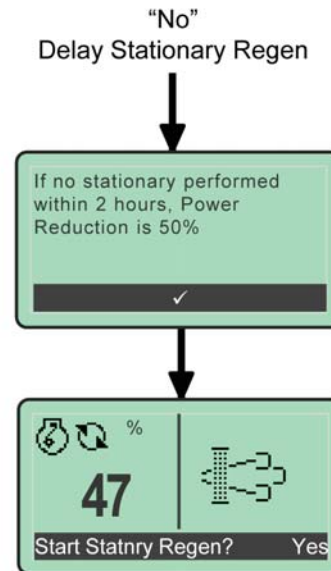 “No”
Delay Stationary Regen
If no stationary performed
within 2 hours, Power
Reduction is 50%
✓
%
47
Start Statnry Regen? Yes